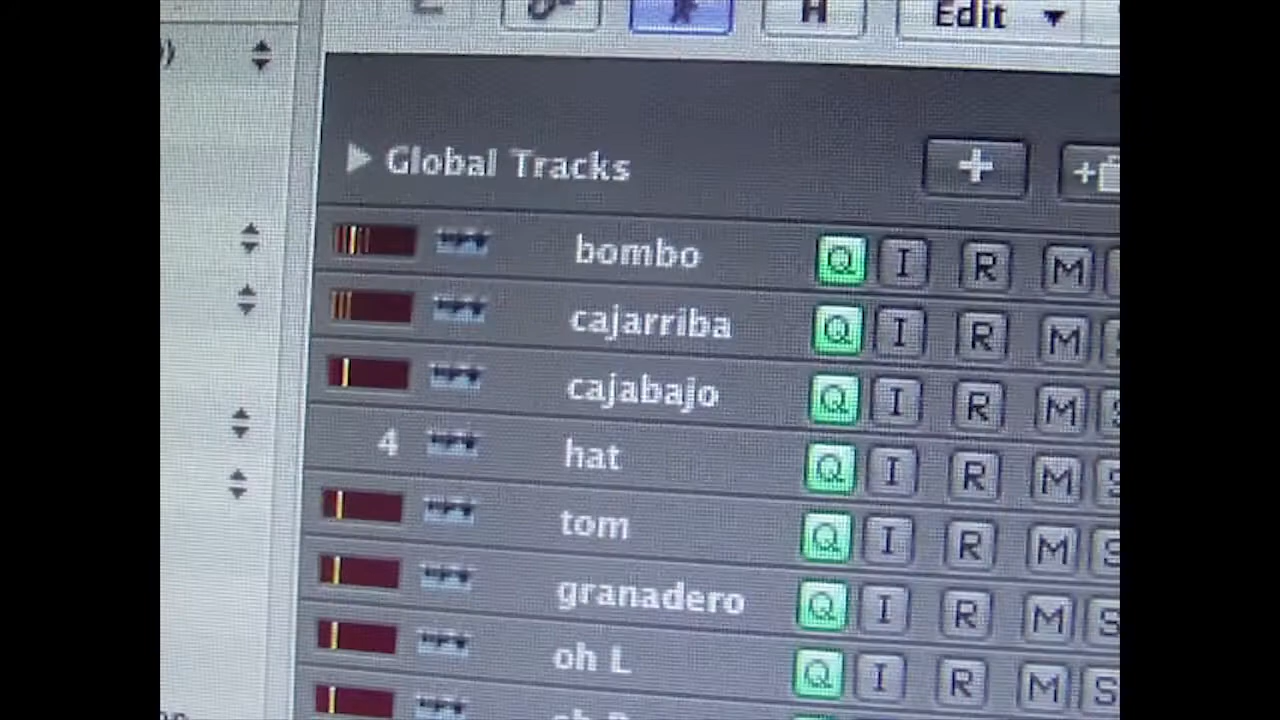 H Edit
Global Tracks
bombo Q I R M
cajarriba Q I R M
cajabajo Q I R M
4 hat Q I R M S
tom Q I R M S
granadero Q I R M S
oh L Q I R M S